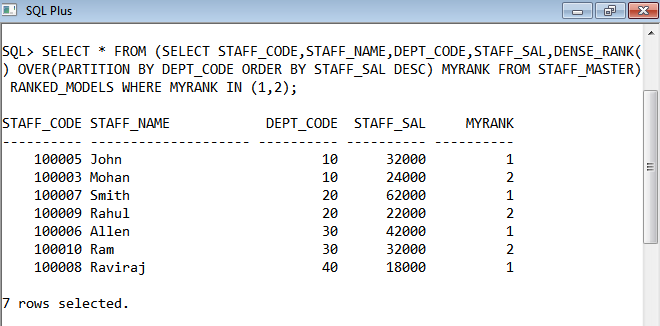 SQL Plus
SQL> SELECT * FROM (SELECT STAFF_CODE,STAFF_NAME,DEPT_CODE,STAFF_SAL,DENSE_RANK(
) OVER(PARTITION BY DEPT_CODE ORDER BY STAFF_SAL DESC) MYRANK FROM STAFF_MASTER)
RANKED_MODELS WHERE MYRANK IN (1,2);
STAFF_CODE STAFF_NAME DEPT_CODE STAFF_SAL MYRANK
---------- -------------------- ---------- ---------- ----------
100005 John 10 32000 1
100003 Mohan 10 24000 2
100007 Smith 20 62000 1
100009 Rahul 20 22000 2
100006 Allen 30 42000 1
100010 Ram 30 32000 2
100008 Raviraj 40 18000 1
7 rows selected.